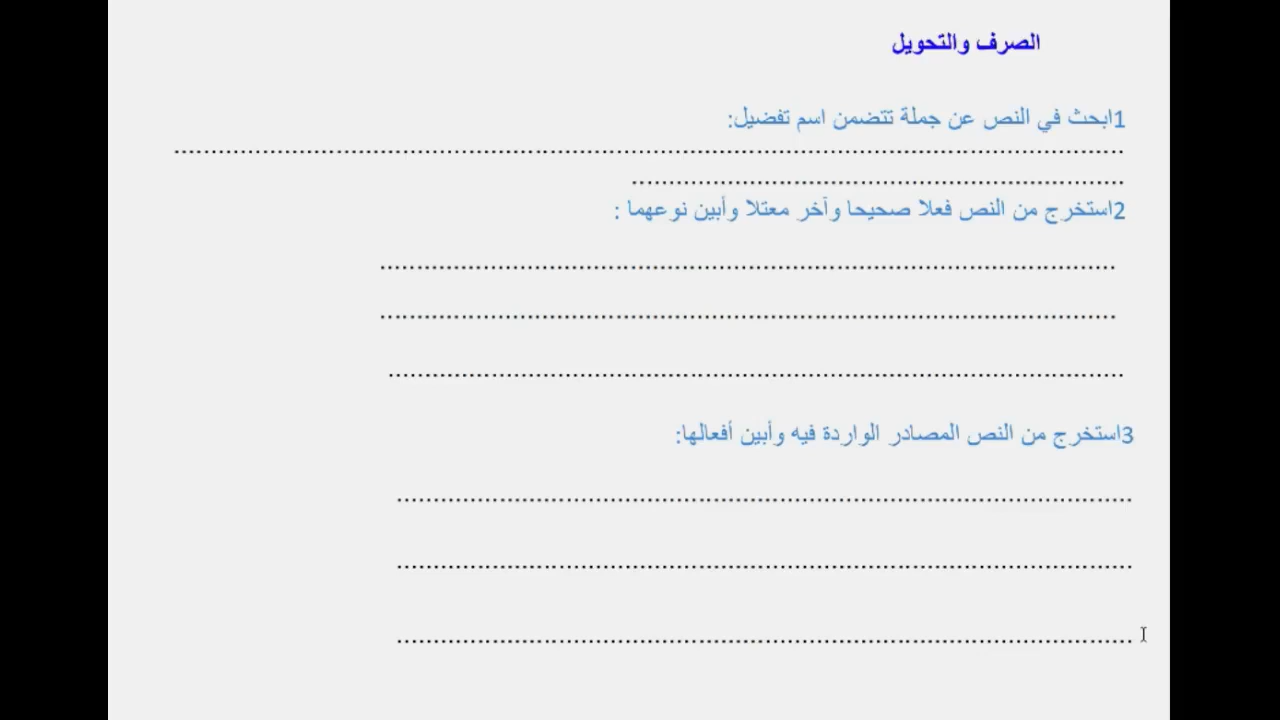 الصرف والتحويل
1ابحث في النص عن جملة تتضمن اسم تفضيل:
..........................................................................................................................................
........................................................................
2استخرج من النص فعلا صحيحا وآخر معتلا وأبين نوعهما :
...........................................................................................................
...........................................................................................................
...........................................................................................................
3استخرج من النص المصادر الواردة فيه وأبين أفعالها:
...........................................................................................................
...........................................................................................................
...........................................................................................................